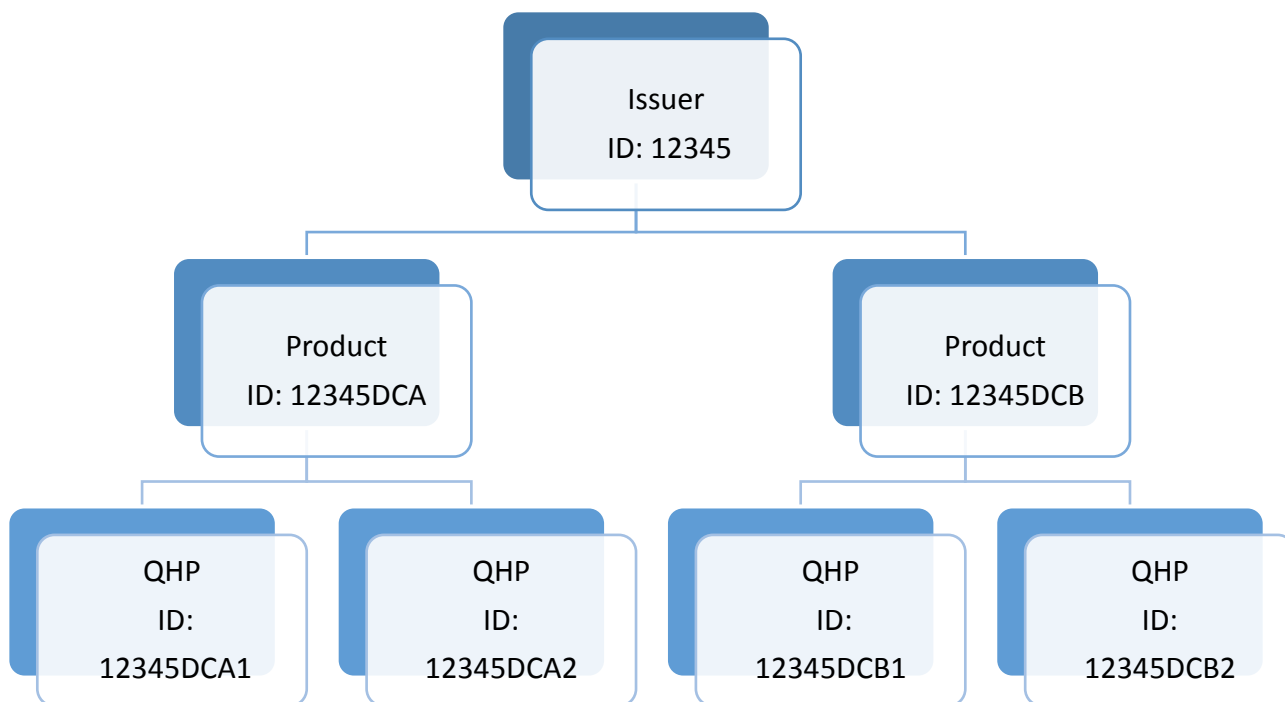 Issuer
ID: 12345
Product
ID: 12345DCA
Product
ID: 12345DCB
QHP
ID:
12345DCA1
QHP
ID:
12345DCA2
QHP
ID:
12345DCB1
QHP
ID:
12345DCB2